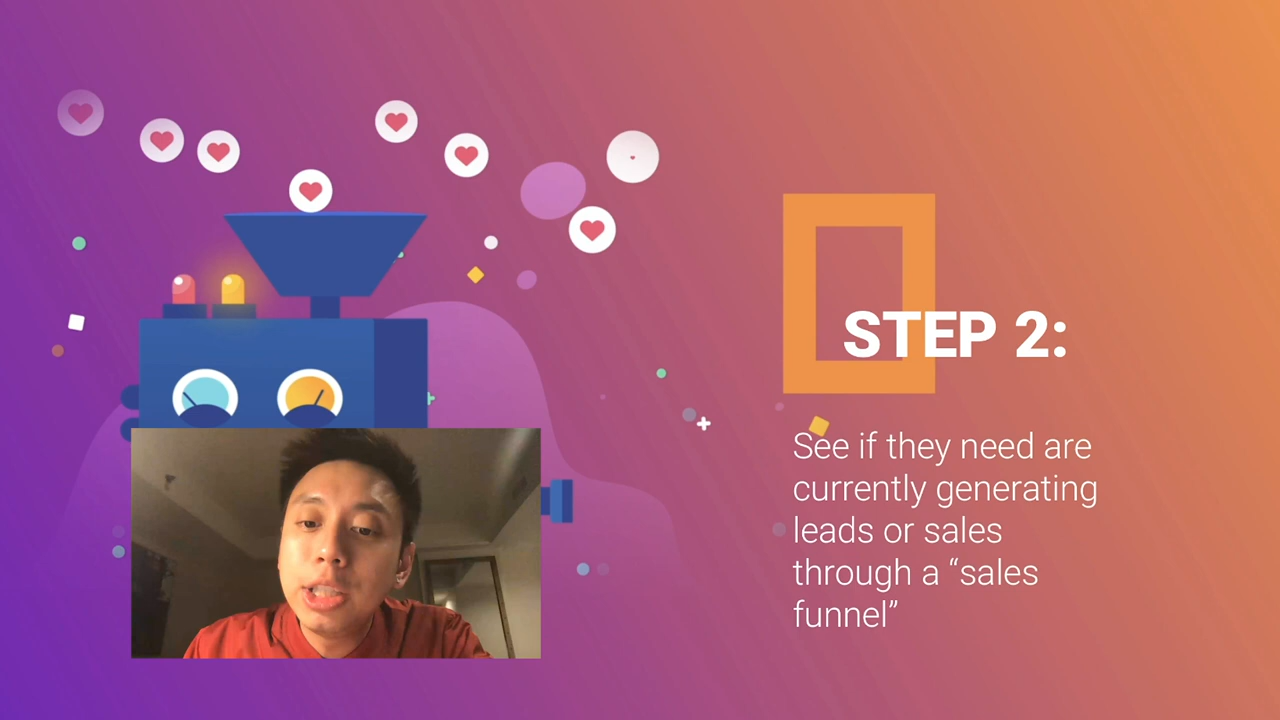 STEP 2:
See if they need are
currently generating
leads or sales
through a “sales
funnel”